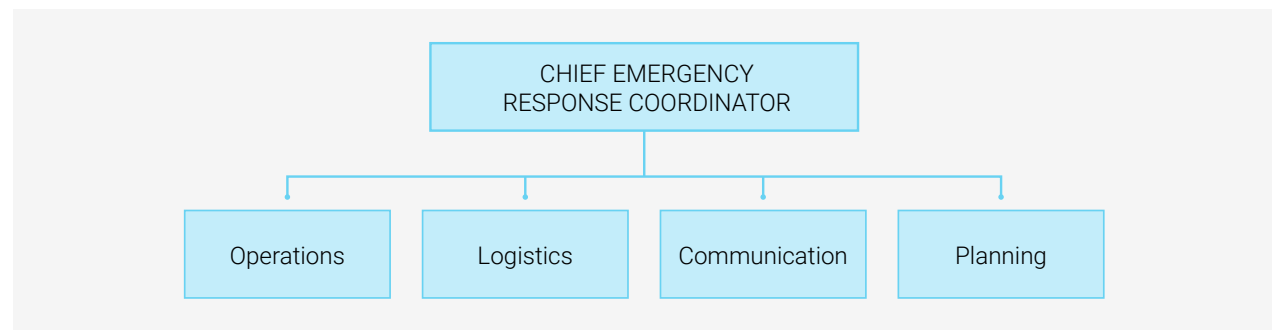 CHIEF EMERGENCY
RESPONSE COORDINATOR
Operations
Logistics
Communication
Planning